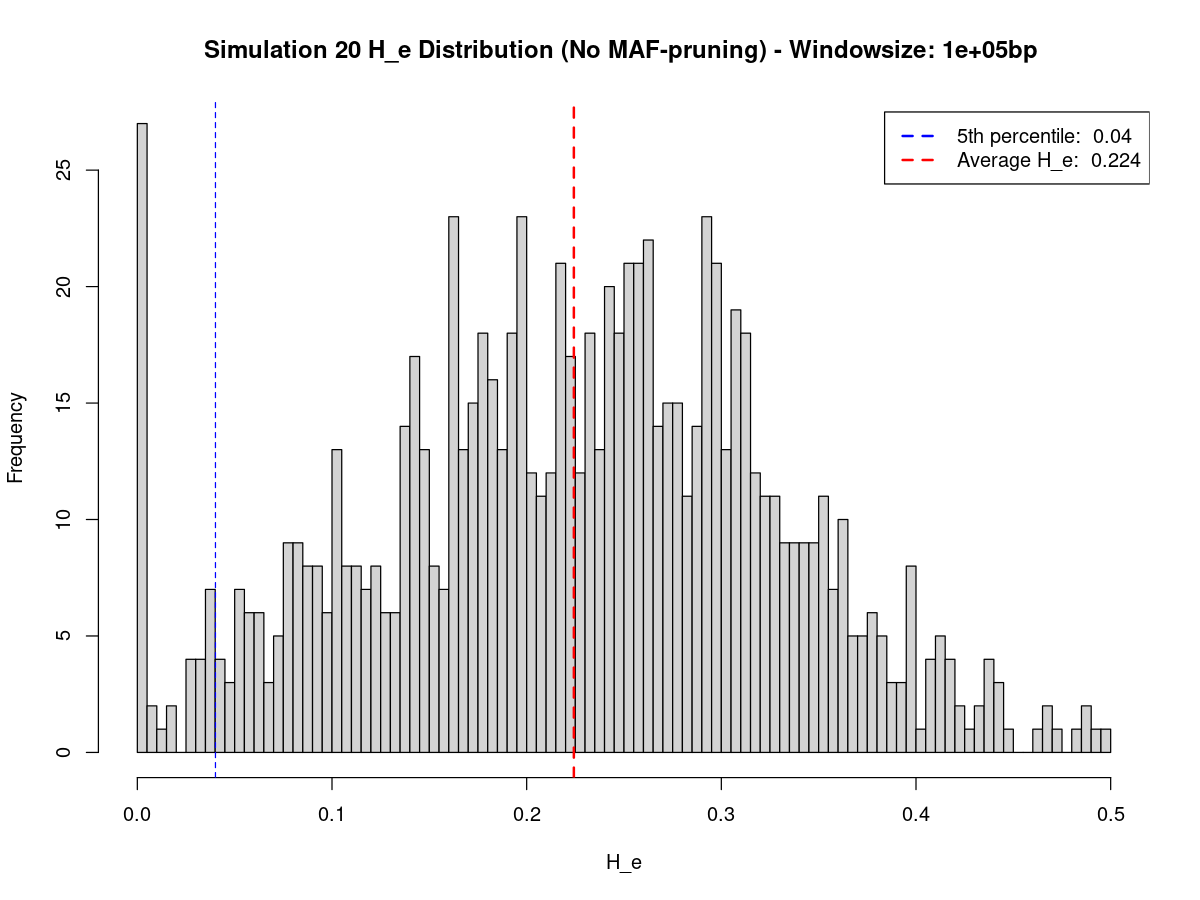 Simulation 20 H_e Distribution (No MAF-pruning) - Windowsize: 1e+05bp
5th percentile:  0.04
Average H_e:  0.224
Frequency
25
20
15
10
5
0
0.0 0.1 0.2 0.3 0.4 0.5
H_e